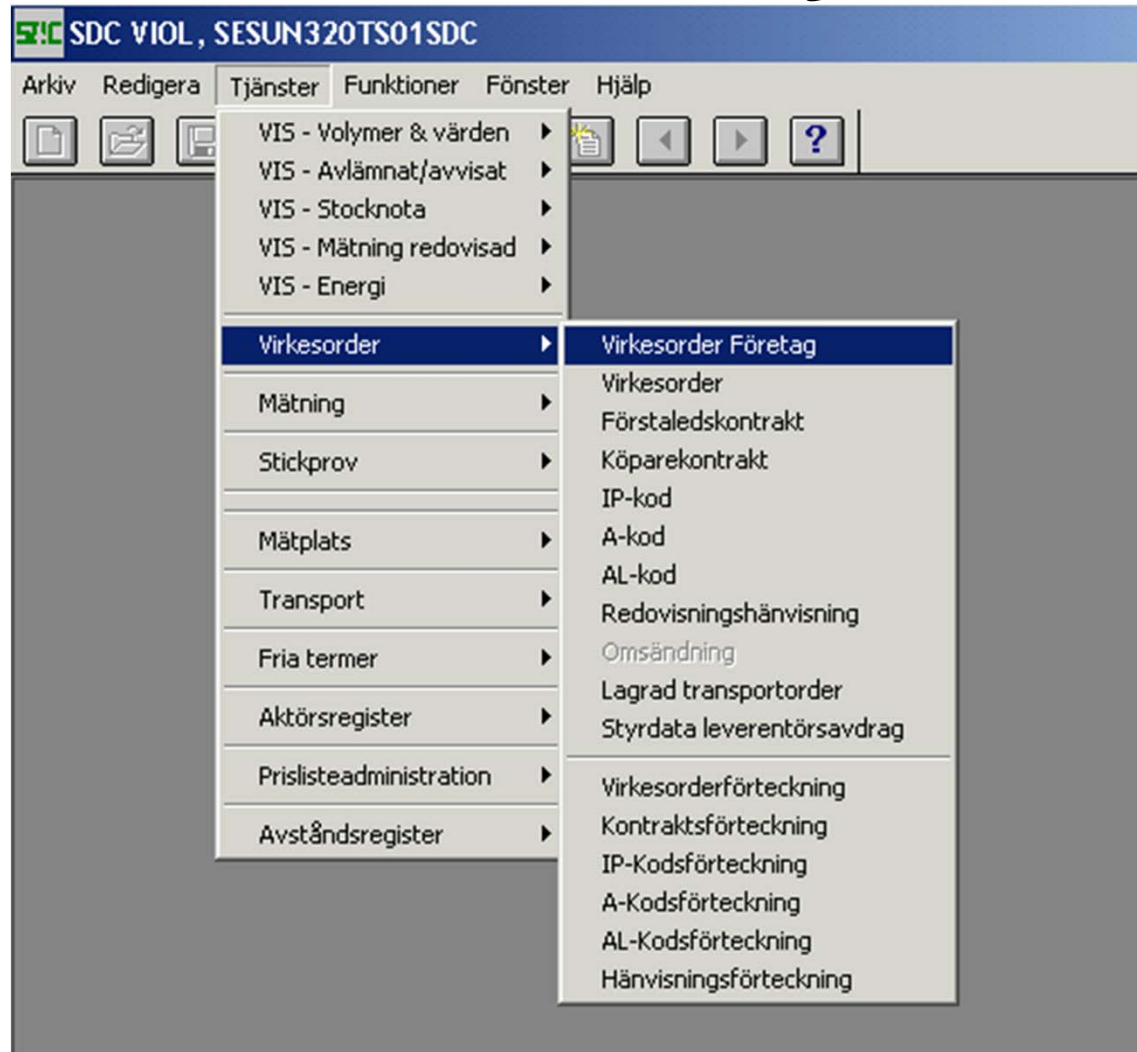 SDC SDC VIOL, SESUN320TS01SDC
Arkiv Redigera Tjänster Funktioner Fönster Hjälp
?
VIS - Volymer & värden
VIS - Avlämnat/avvisat
VIS - Stocknota
VIS - Mätning redovisad
VIS - Energi
Virkesorder
Mätning
Stickprov
Mätplats
Transport
Fria termer
Aktörsregister
Prislisteadministration
Avståndsregister
Virkesorder Företag
Virkesorder
Förstaledskontrakt
Köparekontrakt
IP-kod
A-kod
AL-kod
Redovisningshänvisning
Omsändning
Lagrad transportorder
Styrdata leverentörsavdrag
Virkesorderförteckning
Kontraktsförteckning
IP-Kodsförteckning
A-Kodsförteckning
AL-Kodsförteckning
Hänvisningsförteckning